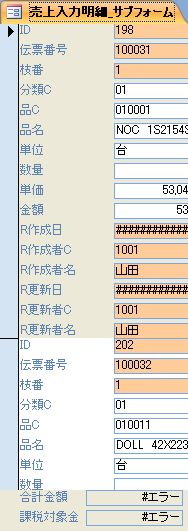 売上入力明細_サブフォーム
ID 198
伝票番号 100031
枝番 1
分類C 01
品C 010001
品名 NOC 1S2154S
単位 台
数量
単価 53,04
金額 53
R作成日 ##############
R作成者C 1001
R作成者名 山田
R更新日 ##############
R更新者C 1001
R更新者名 山田
ID 202
伝票番号 100032
枝番 1
分類C 01
品C 010011
品名 DOLL 42X223
単位 台
数量
合計金額 #エラー
課税対象金 #エラー